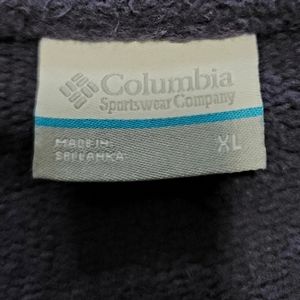 Columbia
Sportswear Company
MADE IN
SRI LANKA
XL